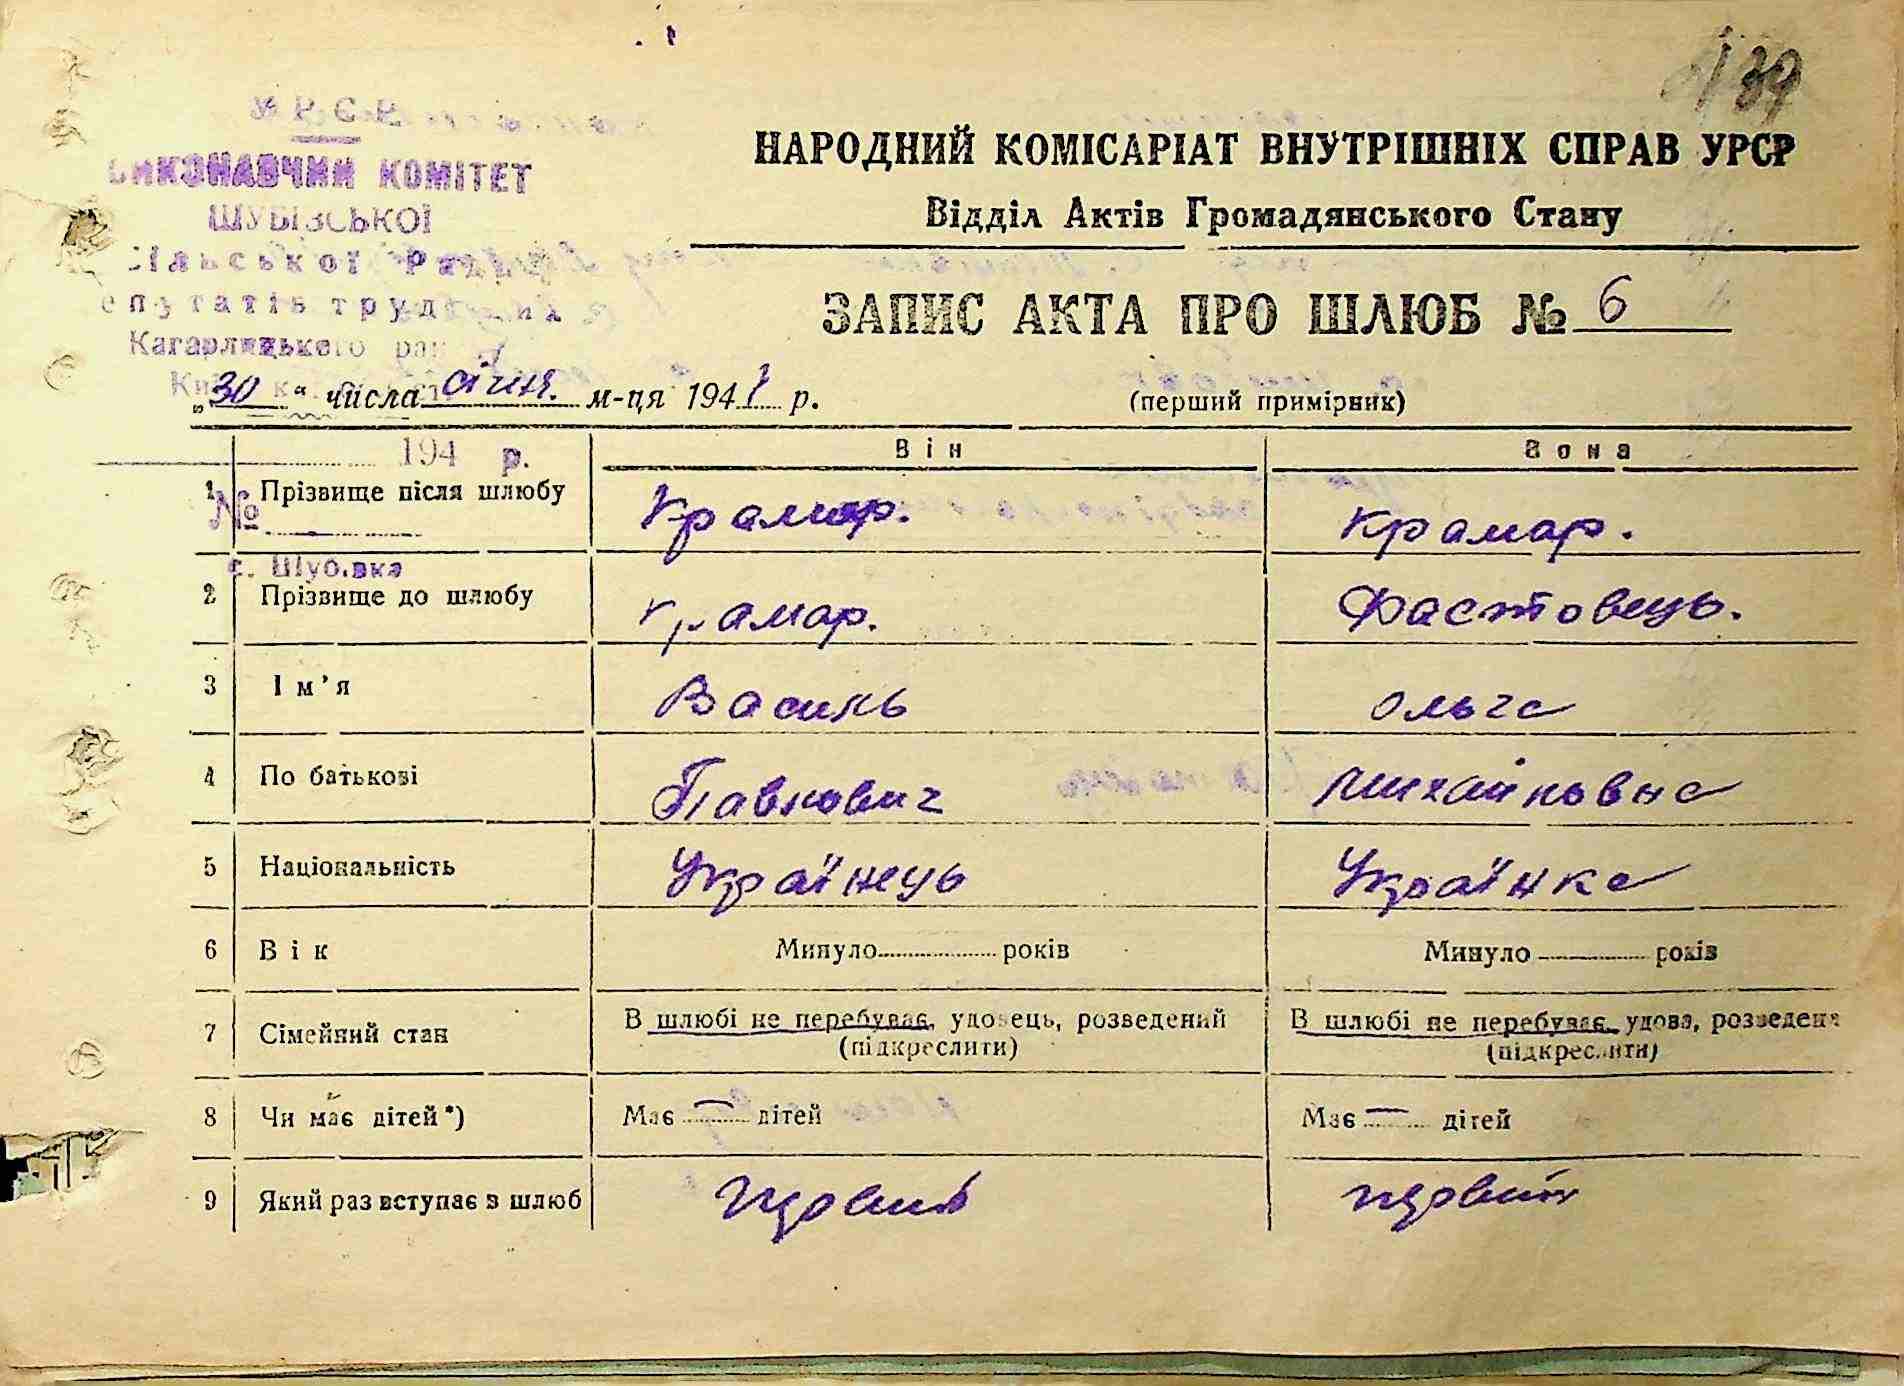 139
УРСР
ВИКОНАВЧИЙ КОМІТЕТ
ШУБІВСЬКОЇ
сільської Ради
депутатів трудящих
Кагарлицького рай
НАРОДНИЙ КОМІСАРІАТ ВНУТРІШНІХ СПРАВ УРСР
Відділ Актів Громадянського Стану
ЗАПИС АКТА ПРО ШЛЮБ № 6
„30“ числа січня. м-ця 1941 р.
(перший примірник)
194 р.
№
с. Шубівка
Він Вона
1 Прізвище після шлюбу Крамар. Крамар.
2 Прізвище до шлюбу Крамар. Фастовець.
3 Ім'я Василь Ольга
4 По батькові Павлович Михайловна
5 Національність Українець Українка
6 Вік Минуло років Минуло років
7 Сімейний стан В шлюбі не перебуває, удовець, розведений В шлюбі не перебуває, удова, розведена
(підкреслити) (підкреслити)
8 Чи має дітей*) Має — дітей Має — дітей
9 Який раз вступає в шлюб первий первий